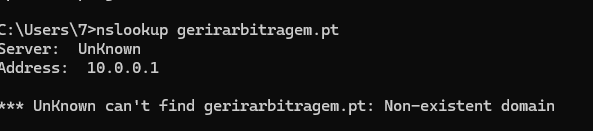 C:\Users\7>nslookup gerirarbitragem.pt
Server:  UnKnown
Address:  10.0.0.1
*** UnKnown can't find gerirarbitragem.pt: Non-existent domain